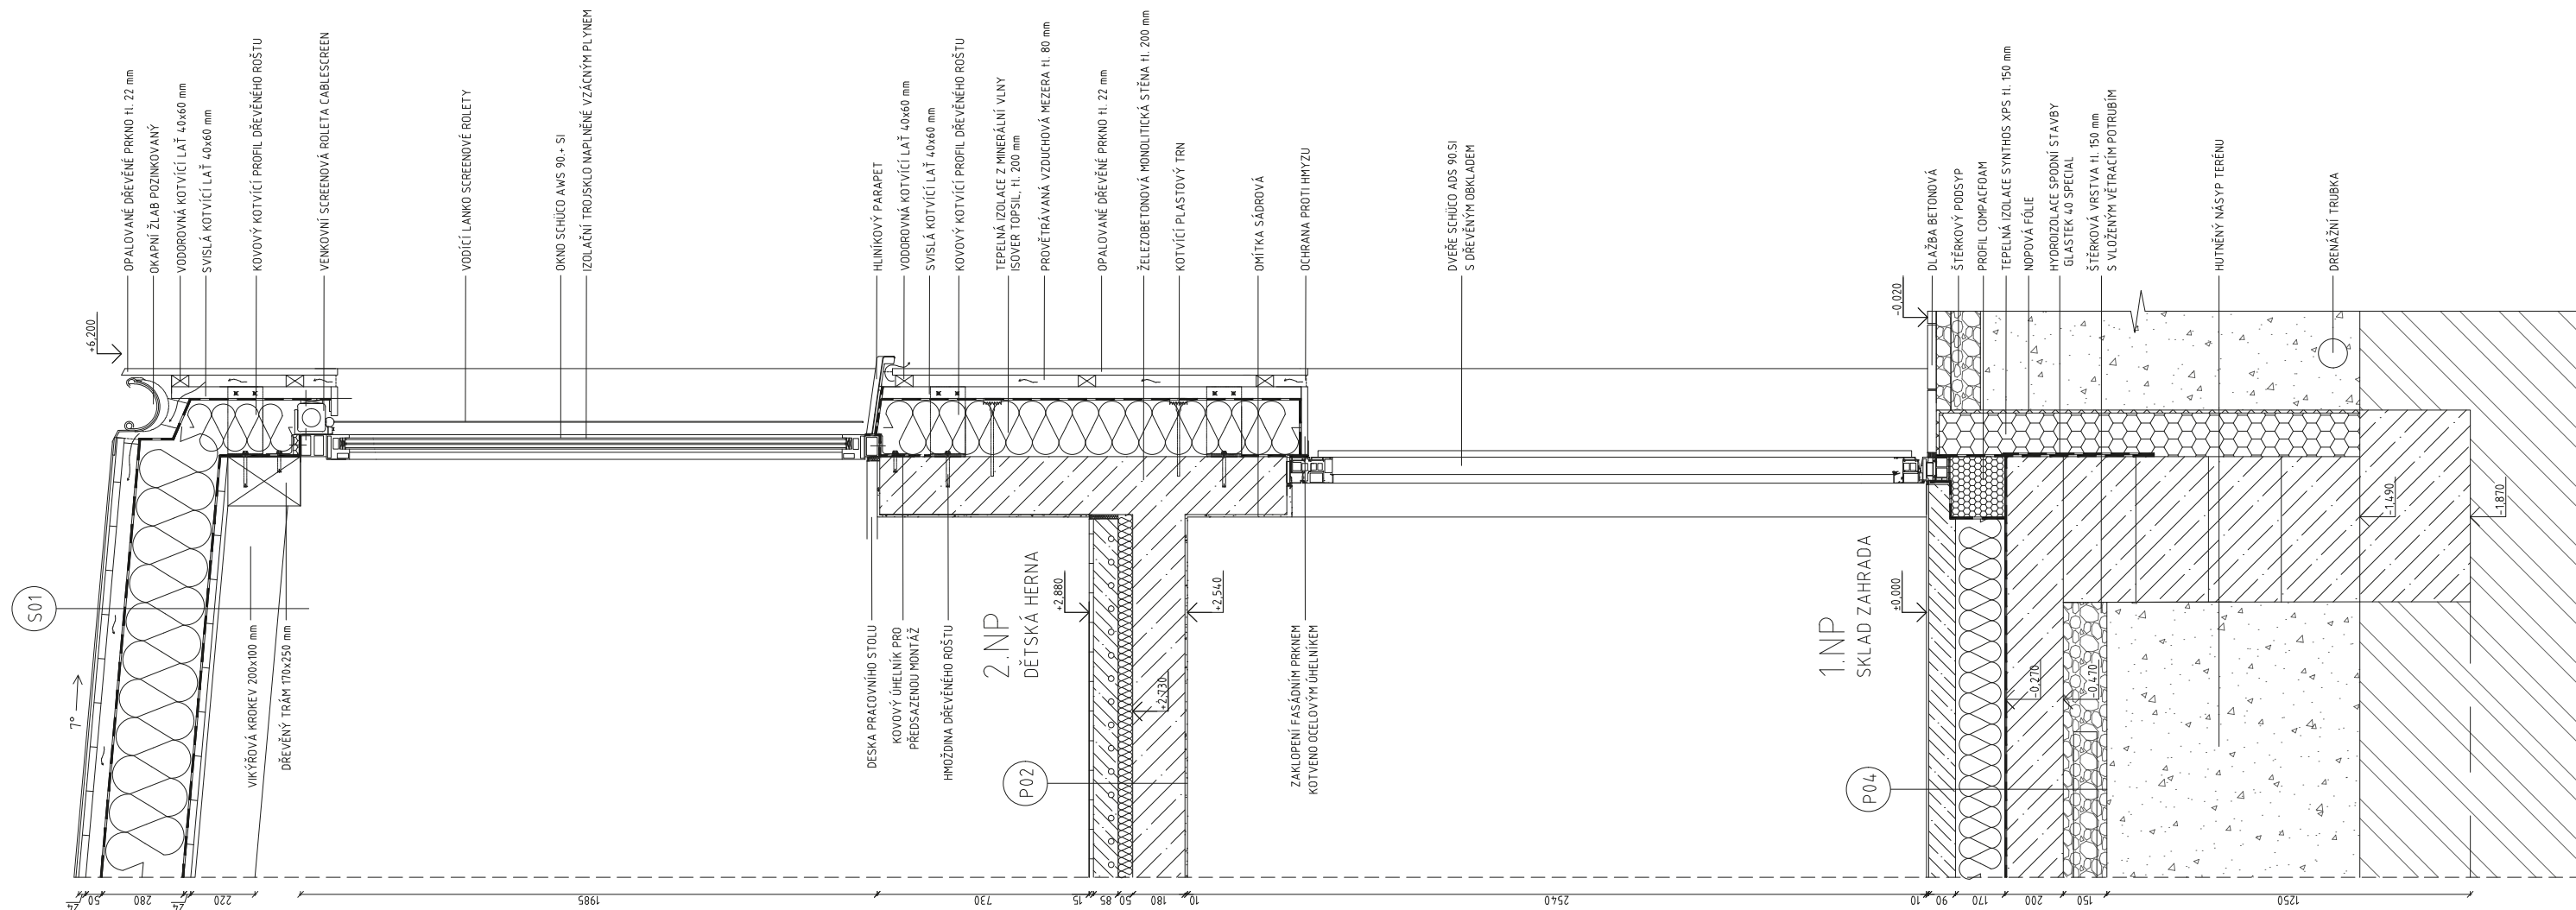 OPALOVANÉ DŘEVĚNÉ PRKNO tl. 22 mm
OKAPNÍ ŽLAB POZINKOVANÝ
VODOROVNÁ KOTVÍCÍ LAŤ 40x60 mm
SVISLÁ KOTVÍCÍ LAŤ 40x60 mm
KOVOVÝ KOTVÍCÍ PROFIL DŘEVĚNÉHO ROŠTU
VENKOVNÍ SCREENOVÁ ROLETA CABLESCREEN
VODÍCÍ LANKO SCREENOVÉ ROLETY
OKNO SCHÜCO AWS 90.+ SI
IZOLAČNÍ TROJSKLO NAPLNĚNÉ VZÁCNÝM PLYNEM
HLINÍKOVÝ PARAPET
VODOROVNÁ KOTVÍCÍ LAŤ 40x60 mm
SVISLÁ KOTVÍCÍ LAŤ 40x60 mm
KOVOVÝ KOTVÍCÍ PROFIL DŘEVĚNÉHO ROŠTU
TEPELNÁ IZOLACE Z MINERÁLNÍ VLNY
ISOVER TOPSIL, tl. 200 mm
PROVĚTRÁVANÁ VZDUCHOVÁ MEZERA tl. 80 mm
OPALOVANÉ DŘEVĚNÉ PRKNO tl. 22 mm
ŽELEZOBETONOVÁ MONOLITICKÁ STĚNA tl. 200 mm
KOTVÍCÍ PLASTOVÝ TRN
OMÍTKA SÁDROVÁ
OCHRANA PROTI HMYZU
DVEŘE SCHÜCO ADS 90.SI
S DŘEVĚNÝM OBKLADEM
DLAŽBA BETONOVÁ
ŠTĚRKOVÝ PODSYP
PROFIL COMPACFOAM
TEPELNÁ IZOLACE SYNTHOS XPS tl. 150 mm
NOPOVÁ FÓLIE
HYDROIZOLACE SPODNÍ STAVBY
GLASTEK 40 SPECIAL
ŠTĚRKOVÁ VRSTVA tl. 150 mm
S VLOŽENÝM VĚTRACÍM POTRUBÍM
HUTNĚNÝ NÁSYP TERÉNU
DRENÁŽNÍ TRUBKA
+6,200
-0,020
S01
7°
VIKÝŘOVÁ KROKEV 200x100 mm
DŘEVĚNÝ TRÁM 170x250 mm
DESKA PRACOVNÍHO STOLU
KOVOVÝ ÚHELNÍK PRO
PŘEDSAZENOU MONTÁŽ
HMOŽDINA DŘEVĚNÉHO ROŠTU
2.NP
DĚTSKÁ HERNA
+2,880
+2,730
+2,540
P02
ZAKLOPENÍ FASÁDNÍM PRKNEM
KOTVENO OCELOVÝM ÚHELNÍKEM
1.NP
SKLAD ZAHRADA
±0,000
P04
-0,270
-0,470
-1,490
-1,870
24
50
280
24
220
1985
730
15
85
50
180
10
2540
10
90
170
200
150
1250